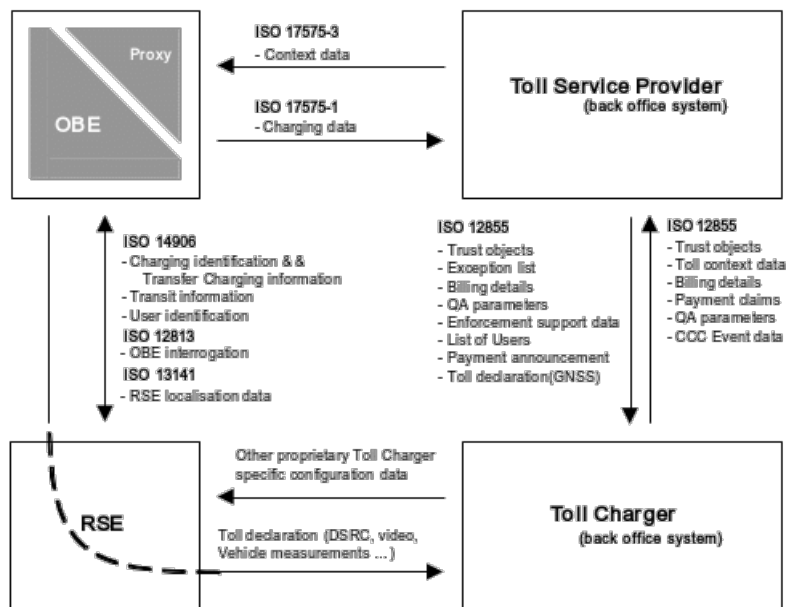 Proxy
OBE
ISO 17575-3
- Context data
ISO 17575-1
- Charging data
Toll Service Provider
(back office system)
ISO 14906
- Charging identification & &
Transfer Charging information
- Transit information
- User identification
ISO 12813
- OBE interrogation
ISO 13141
- RSE localisation data
ISO 12855
- Trust objects
- Exception list
- Billing details
- QA parameters
- Enforcement support data
- List of Users
- Payment announcement
- Toll declaration(GNSS)
ISO 12855
- Trust objects
- Toll context data
- Billing details
- Payment claims
- QA parameters
- CCC Event data
RSE
Other proprietary Toll Charger
specific configuration data
Toll declaration (DSRC, video,
Vehicle measurements ... )
Toll Charger
(back office system)